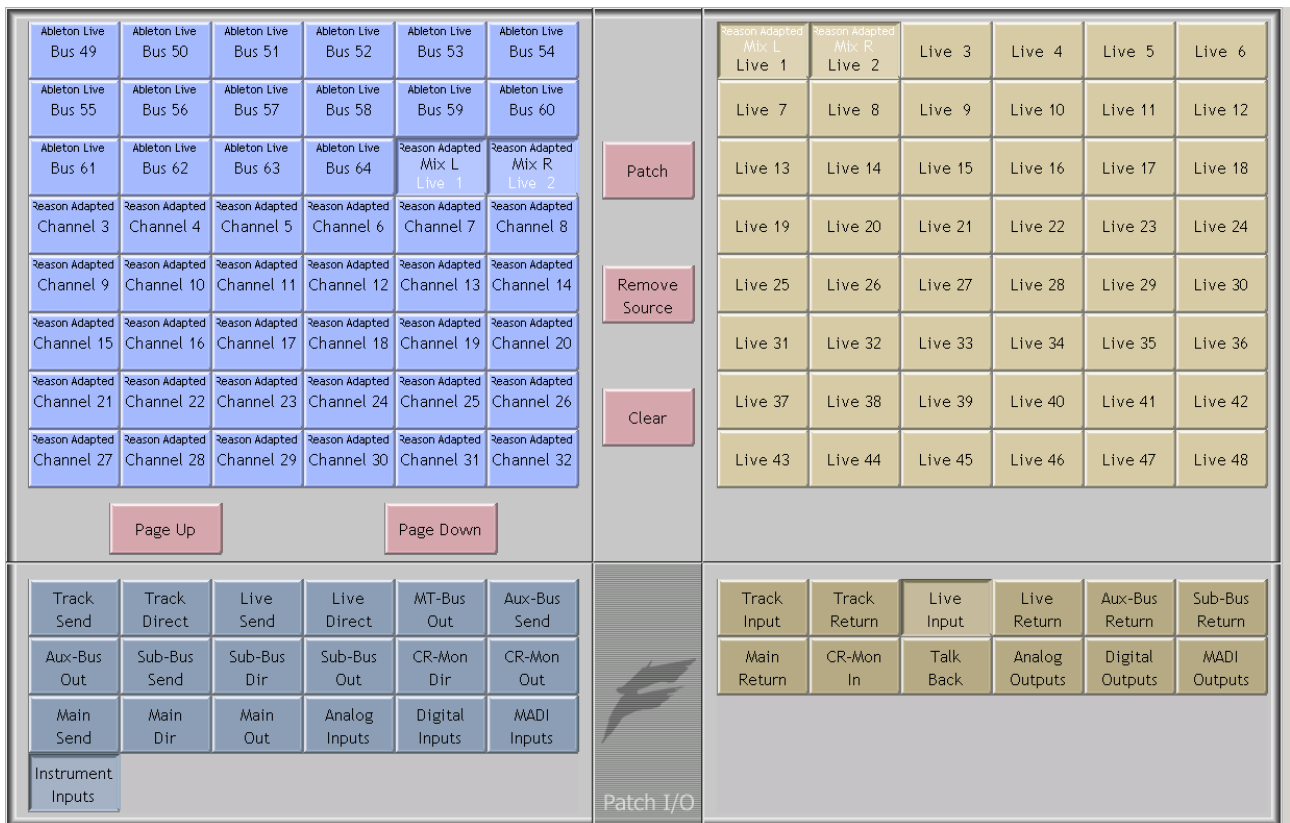 Ableton Live Ableton Live Ableton Live Ableton Live Ableton Live Ableton Live
Bus 49 Bus 50 Bus 51 Bus 52 Bus 53 Bus 54
Ableton Live Ableton Live Ableton Live Ableton Live Ableton Live Ableton Live
Bus 55 Bus 56 Bus 57 Bus 58 Bus 59 Bus 60
Ableton Live Ableton Live Ableton Live Ableton Live Reason Adapted Reason Adapted
Bus 61 Bus 62 Bus 63 Bus 64 Mix L Mix R
Live 1 Live 2
Reason Adapted Reason Adapted Reason Adapted Reason Adapted Reason Adapted Reason Adapted
Channel 3 Channel 4 Channel 5 Channel 6 Channel 7 Channel 8
Reason Adapted Reason Adapted Reason Adapted Reason Adapted Reason Adapted Reason Adapted
Channel 9 Channel 10 Channel 11 Channel 12 Channel 13 Channel 14
Reason Adapted Reason Adapted Reason Adapted Reason Adapted Reason Adapted Reason Adapted
Channel 15 Channel 16 Channel 17 Channel 18 Channel 19 Channel 20
Reason Adapted Reason Adapted Reason Adapted Reason Adapted Reason Adapted Reason Adapted
Channel 21 Channel 22 Channel 23 Channel 24 Channel 25 Channel 26
Reason Adapted Reason Adapted Reason Adapted Reason Adapted Reason Adapted Reason Adapted
Channel 27 Channel 28 Channel 29 Channel 30 Channel 31 Channel 32
Page Up Page Down
Patch
Remove
Source
Clear
Reason Adapted Reason Adapted
Mix L Mix R
Live 1 Live 2 Live 3 Live 4 Live 5 Live 6
Live 7 Live 8 Live 9 Live 10 Live 11 Live 12
Live 13 Live 14 Live 15 Live 16 Live 17 Live 18
Live 19 Live 20 Live 21 Live 22 Live 23 Live 24
Live 25 Live 26 Live 27 Live 28 Live 29 Live 30
Live 31 Live 32 Live 33 Live 34 Live 35 Live 36
Live 37 Live 38 Live 39 Live 40 Live 41 Live 42
Live 43 Live 44 Live 45 Live 46 Live 47 Live 48
Track Track Live Live MT-Bus Aux-Bus
Send Direct Send Direct Out Send
Aux-Bus Sub-Bus Sub-Bus Sub-Bus CR-Mon CR-Mon
Out Send Dir Out Dir Out
Main Main Main Analog Digital MADI
Send Dir Out Inputs Inputs Inputs
Instrument
Inputs
Patch I/O
Track Track Live Live Aux-Bus Sub-Bus
Input Return Input Return Return Return
Main CR-Mon Talk Analog Digital MADI
Return In Back Outputs Outputs Outputs